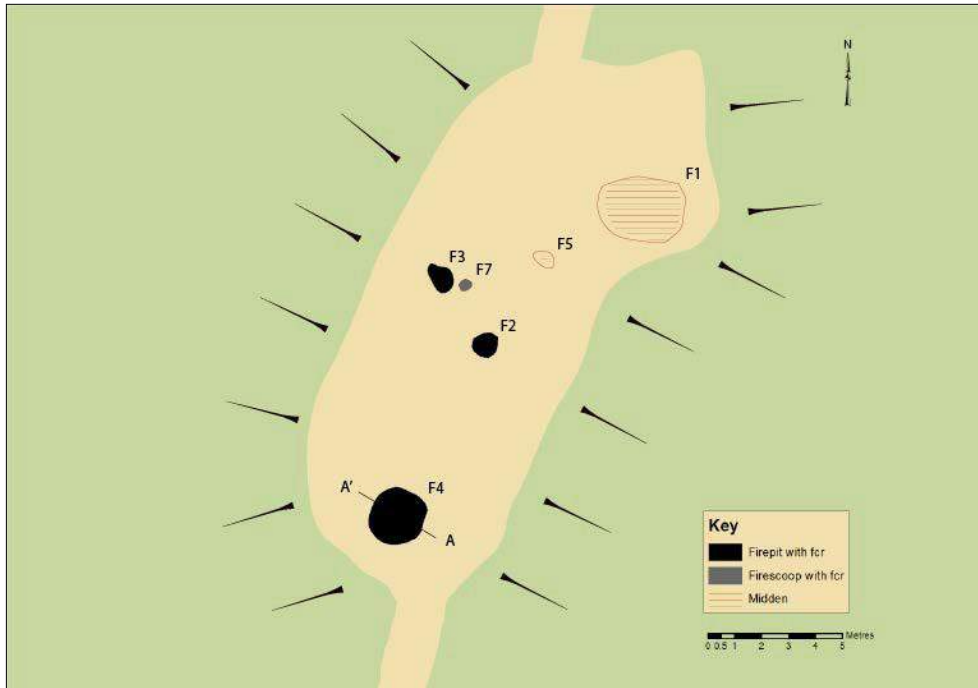 N
F1
F5
F3
F7
F2
A'
F4
A
Key
Firepit with fcr
Firescoop with fcr
Midden
Metres
0 0.5 1 2 3 4 5